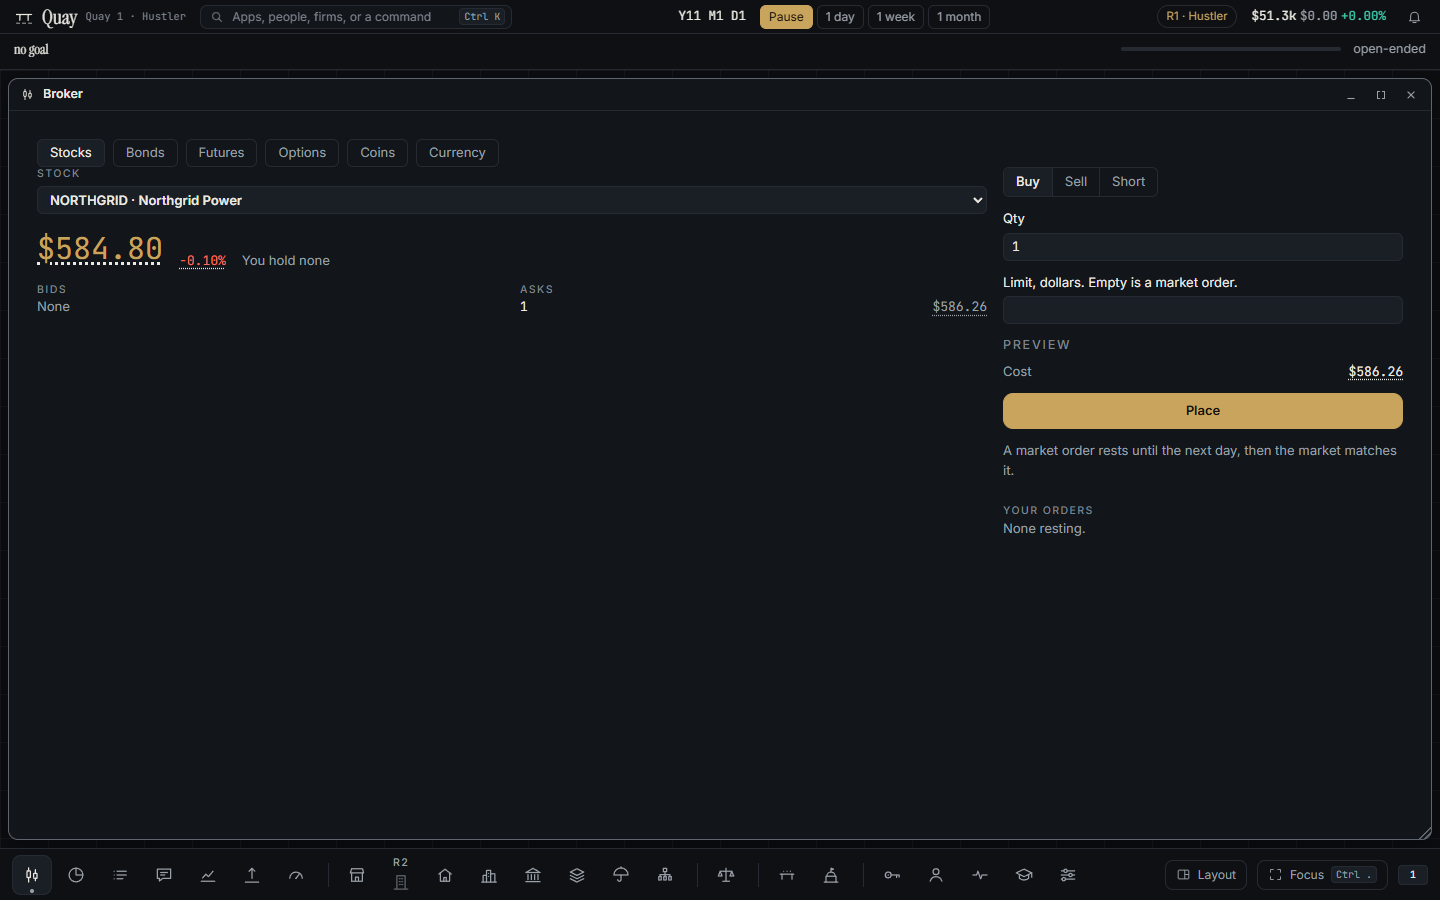 Quay Quay 1 · Hustler Apps, people, firms, or a command Ctrl K Y11 M1 D1 Pause 1 day 1 week 1 month R1 · Hustler $51.3k $0.00 +0.00%
no goal open-ended
Broker
Stocks Bonds Futures Options Coins Currency
STOCK
NORTHGRID · Northgrid Power
$584.80 -0.10% You hold none
BIDS ASKS
None 1 $586.26
Buy Sell Short
Qty
1
Limit, dollars. Empty is a market order.
PREVIEW
Cost $586.26
Place
A market order rests until the next day, then the market matches
it.
YOUR ORDERS
None resting.
R2
Layout Focus Ctrl . 1